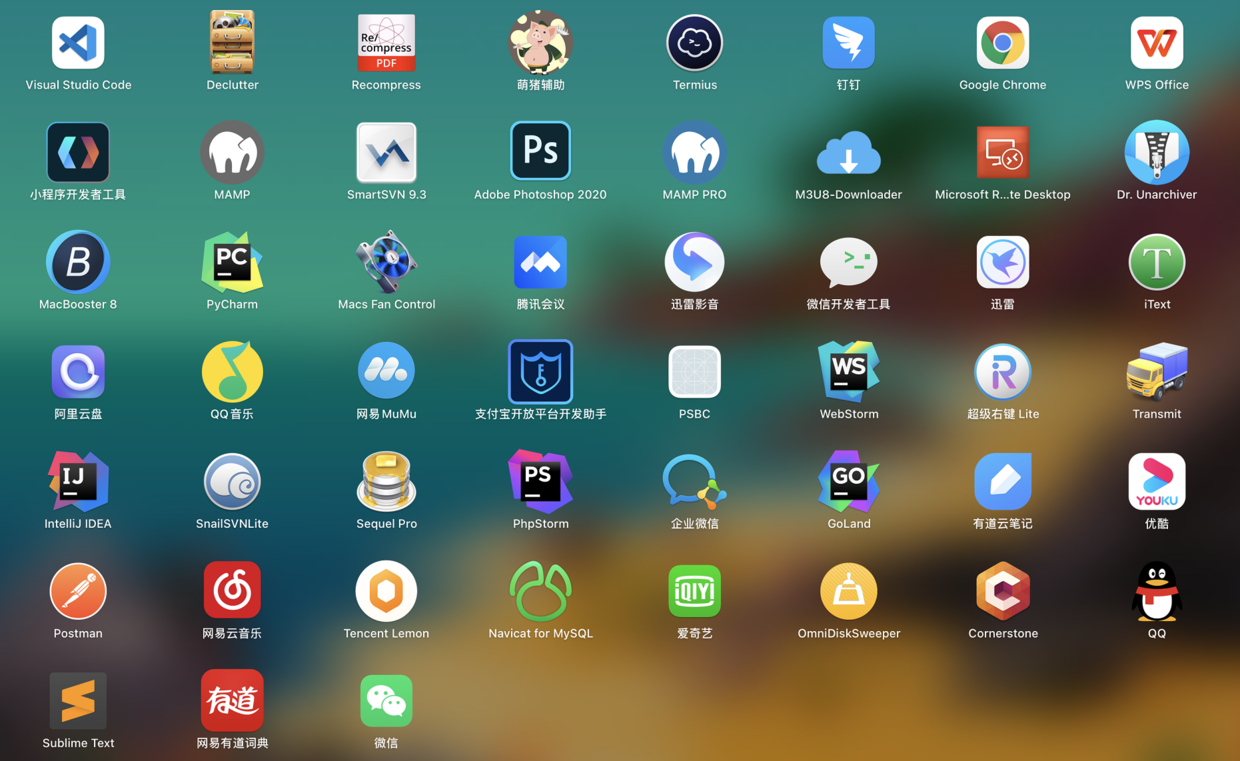 Re/
compress
PDF
Visual Studio Code
Declutter
Recompress
萌猪辅助
Termius
钉钉
Google Chrome
WPS Office
Ps
小程序开发者工具
MAMP
SmartSVN 9.3
Adobe Photoshop 2020
MAMP PRO
M3U8-Downloader
Microsoft R...te Desktop
Dr. Unarchiver
B
PC
>_:
T
MacBooster 8
PyCharm
Macs Fan Control
腾讯会议
迅雷影音
微信开发者工具
迅雷
iText
WS
R
阿里云盘
QQ音乐
网易MuMu
支付宝开放平台开发助手
PSBC
WebStorm
超级右键 Lite
Transmit
IJ
PS
GO
YOUKU
IntelliJ IDEA
SnailSVNLite
Sequel Pro
PhpStorm
企业微信
GoLand
有道云笔记
优酷
iQIYI
Postman
网易云音乐
Tencent Lemon
Navicat for MySQL
爱奇艺
OmniDiskSweeper
Cornerstone
QQ
有道
Sublime Text
网易有道词典
微信